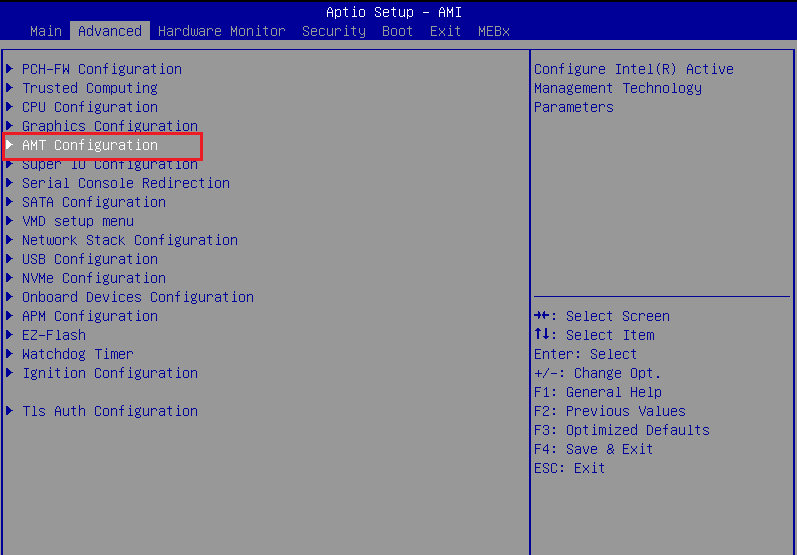 Aptio Setup – AMI
Main Advanced Hardware Monitor Security Boot Exit MEBx
PCH-FW Configuration
Trusted Computing
CPU Configuration
Graphics Configuration
AMT Configuration
Super IO Configuration
Serial Console Redirection
SATA Configuration
VMD setup menu
Network Stack Configuration
USB Configuration
NVMe Configuration
Onboard Devices Configuration
APM Configuration
EZ-Flash
Watchdog Timer
Ignition Configuration
Tls Auth Configuration
Configure Intel(R) Active
Management Technology
Parameters
→←: Select Screen
↑↓: Select Item
Enter: Select
+/-: Change Opt.
F1: General Help
F2: Previous Values
F3: Optimized Defaults
F4: Save & Exit
ESC: Exit